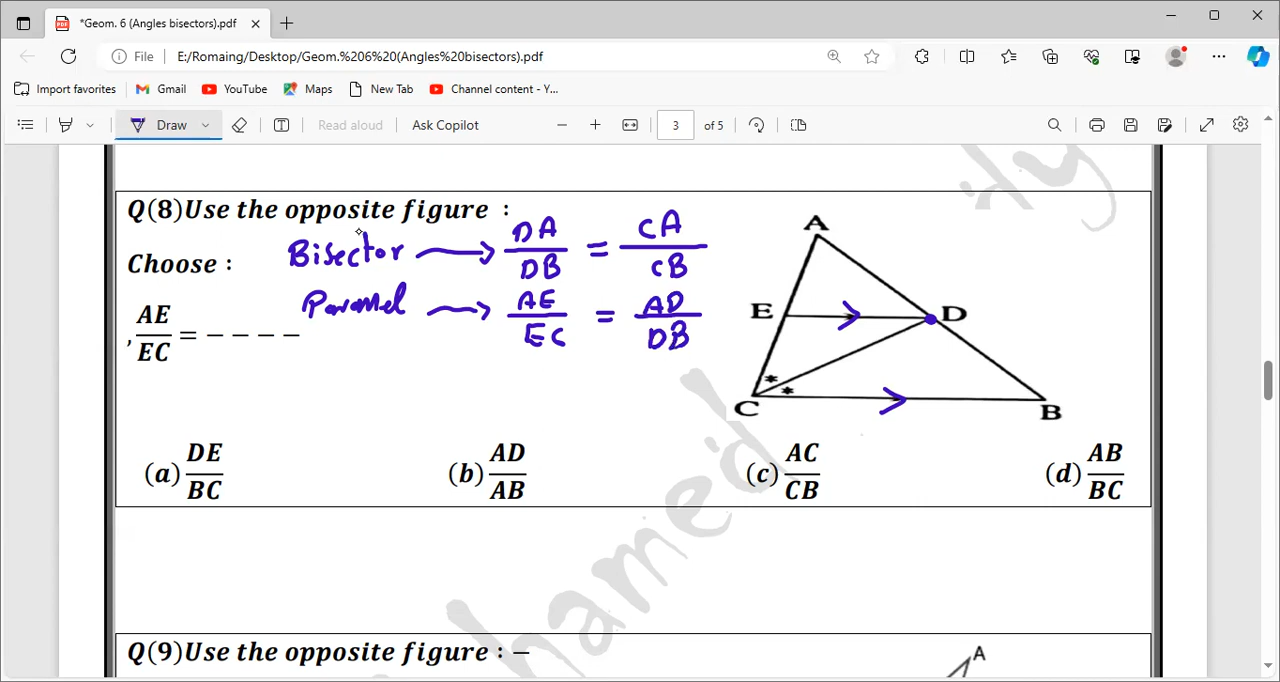 *Geom. 6 (Angles bisectors).pdf
File E:/Romaing/Desktop/Geom.%206%20(Angles%20bisectors).pdf
Import favorites Gmail YouTube Maps New Tab Channel content - Y...
Draw Read aloud Ask Copilot 3 of 5
Q(8)Use the opposite figure :
Choose :
, AE/EC = − − − −
Bisector → DA/DB = CA/CB
Parallel → AE/EC = AD/DB
A
E D
* *
C B
(a) DE/BC (b) AD/AB (c) AC/CB (d) AB/BC
hamed
Q(9)Use the opposite figure : −
A